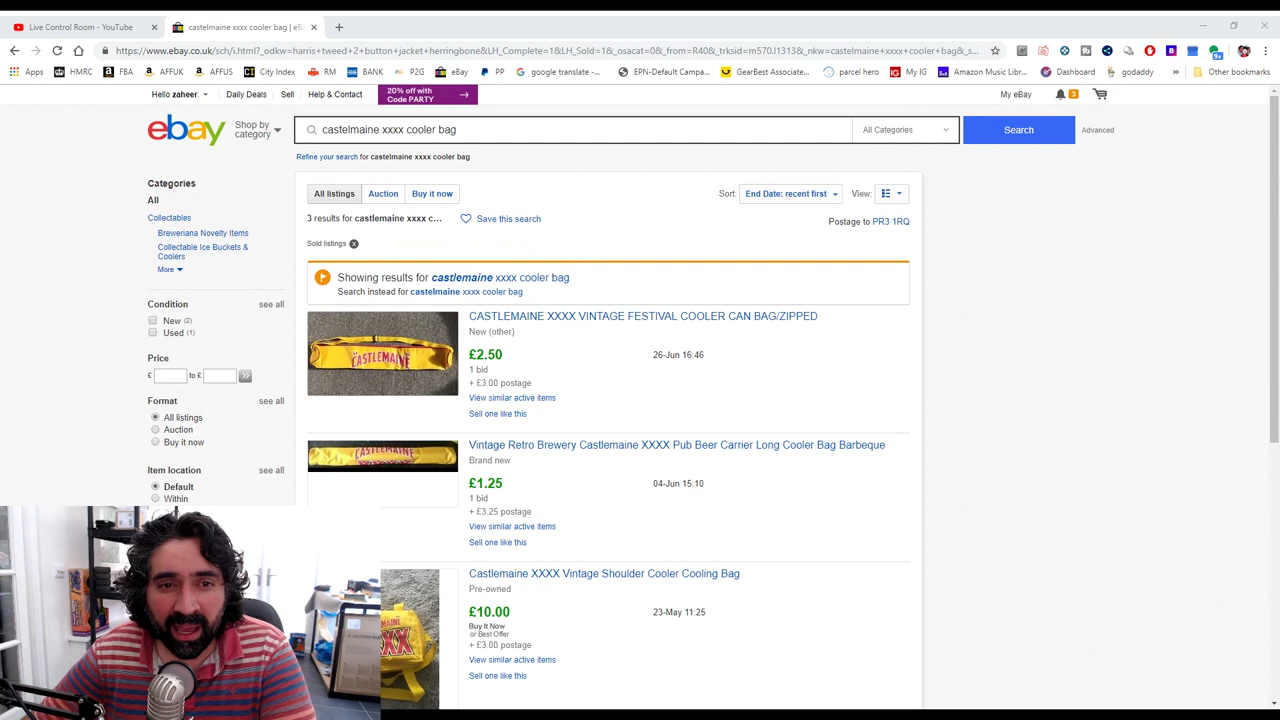 Live Control Room - YouTube
castelmaine xxxx cooler bag | eB
https://www.ebay.co.uk/sch/i.html?_odkw=harris+tweed+2+button+jacket+herringbone&LH_Complete=1&LH_Sold=1&_osacat=0&_from=R40&_trksid=m570.l1313&_nkw=castelmaine+xxxx+cooler+bag&_s...
Apps HMRC FBA AFFUK AFFUS City Index RM BANK P2G eBay PP google translate -... EPN-Default Campa... GearBest Associate... parcel hero My IG Amazon Music Libr... Dashboard godaddy » Other bookmarks
Hello zaheer. Daily Deals Sell Help & Contact 20% off with Code PARTY → My eBay 3
ebay Shop by category castelmaine xxxx cooler bag All Categories Search Advanced
Refine your search for castelmaine xxxx cooler bag
Categories
All
Collectables
Breweriana Novelty Items
Collectable Ice Buckets &
Coolers
More
Condition see all
New (2)
Used (1)
Price
£ to £
Format see all
All listings
Auction
Buy it now
Item location see all
Default
Within
All listings Auction Buy it now Sort: End Date: recent first View:
3 results for castlemaine xxxx c... Save this search Postage to PR3 1RQ
Sold listings
Showing results for castlemaine xxxx cooler bag
Search instead for castelmaine xxxx cooler bag
CASTLEMAINE XXXX VINTAGE FESTIVAL COOLER CAN BAG/ZIPPED
New (other)
CASTLEMAINE
£2.50 26-Jun 16:46
1 bid
+ £3.00 postage
View similar active items
Sell one like this
Vintage Retro Brewery Castlemaine XXXX Pub Beer Carrier Long Cooler Bag Barbeque
Brand new
CASTLEMAINE
£1.25 04-Jun 15:10
1 bid
+ £3.25 postage
View similar active items
Sell one like this
Castlemaine XXXX Vintage Shoulder Cooler Cooling Bag
Pre-owned
£10.00 23-May 11:25
Buy It Now
or Best Offer
+ £3.00 postage
View similar active items
Sell one like this